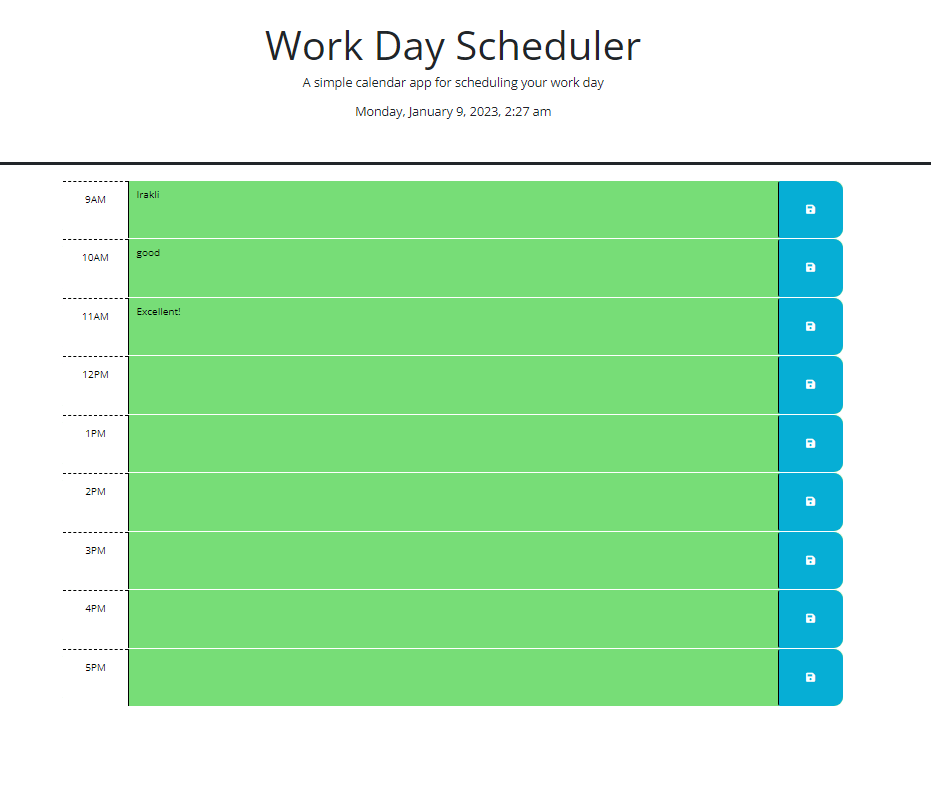 Work Day Scheduler
A simple calendar app for scheduling your work day
Monday, January 9, 2023, 2:27 am
9AM Irakli
10AM good
11AM Excellent!
12PM
1PM
2PM
3PM
4PM
5PM